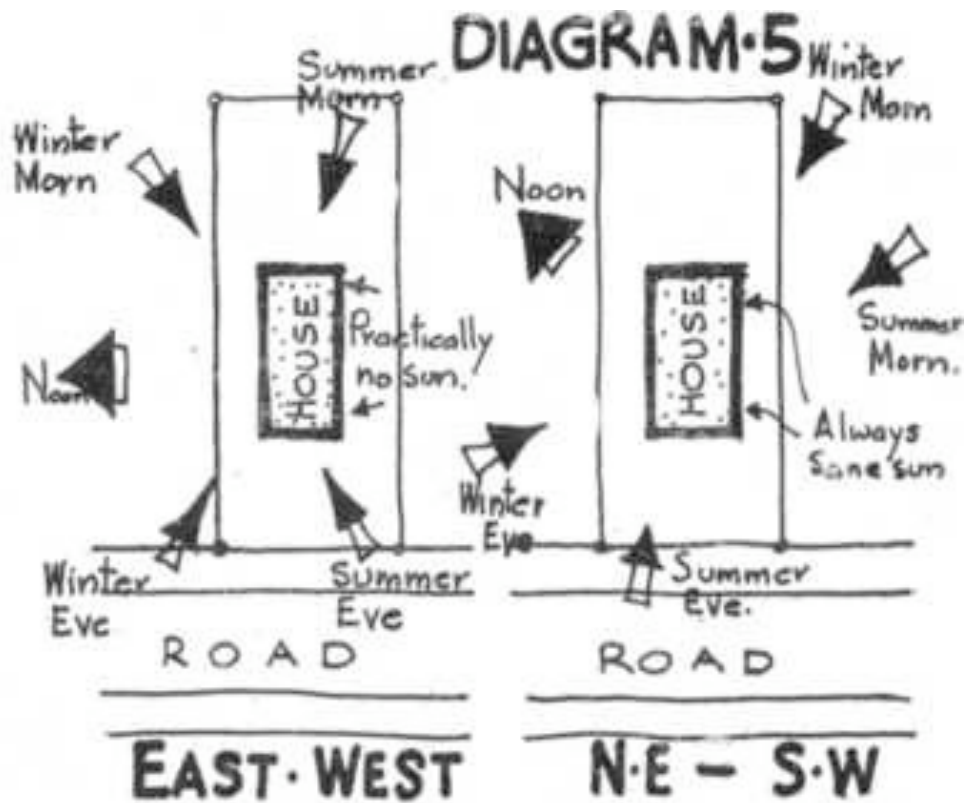 DIAGRAM·5
Summer
Morn.
Winter
Morn
Noon
HOUSE
Practically
no sun.
Winter
Eve
Summer
Eve
ROAD
EAST·WEST
Winter
Morn
Noon
HOUSE
Summer
Morn.
Always
some sun
Winter
Eve
Summer
Eve.
ROAD
N·E – S·W